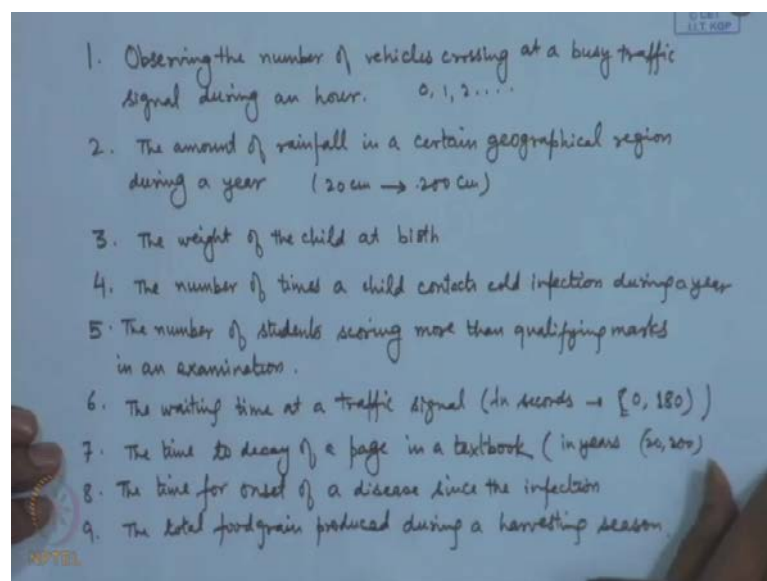 © CET
I.I.T. KGP
1. Observing the number of vehicles crossing at a busy traffic
signal during an hour. 0, 1, 2....
2. The amount of rainfall in a certain geographical region
during a year (20 cm → 200 cm)
3. The weight of the child at birth
4. The number of times a child contacts cold infection during a year
5. The number of students scoring more than qualifying marks
in an examination.
6. The waiting time at a traffic signal (in seconds → [0, 180))
7. The time to decay of a page in a textbook (in years (20, 200)
8. The time for onset of a disease since the infection
9. The total foodgrain produced during a harvesting season.
NPTEL